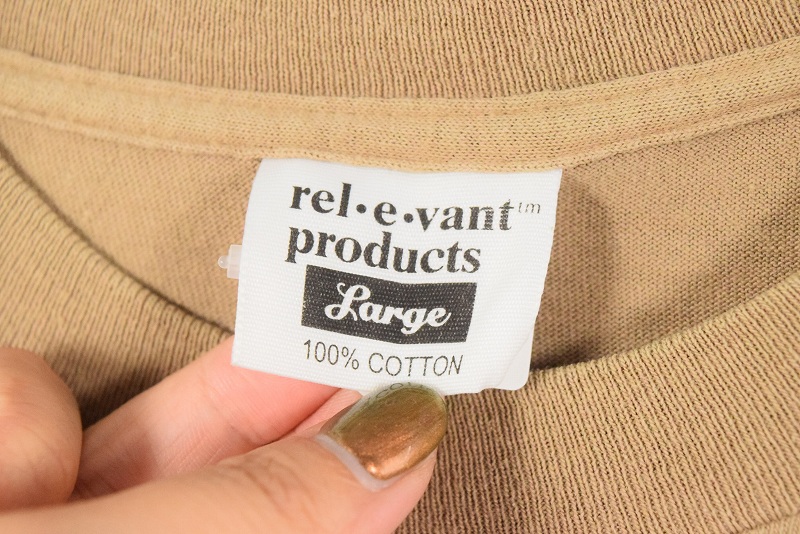 rel•e•vant™
products
Large
100% COTTON